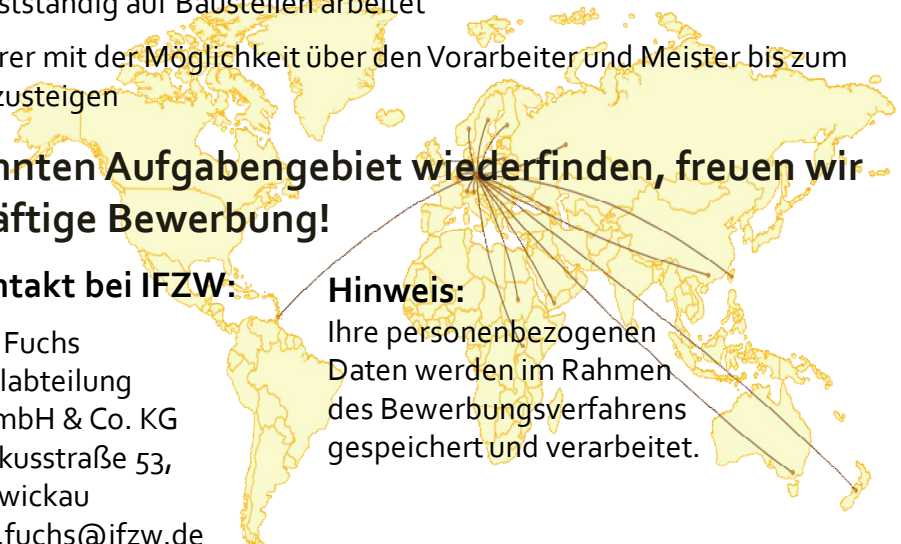 stständig auf Baustellen arbeitet
rer mit der Möglichkeit über den Vorarbeiter und Meister bis zum
zusteigen
nnten Aufgabengebiet wiederfinden, freuen wir
äftige Bewerbung!
ntakt bei IFZW:
Fuchs
labteilung
mbH & Co. KG
kusstraße 53,
wickau
.fuchs@ifzw.de
Hinweis:
Ihre personenbezogenen
Daten werden im Rahmen
des Bewerbungsverfahrens
gespeichert und verarbeitet.